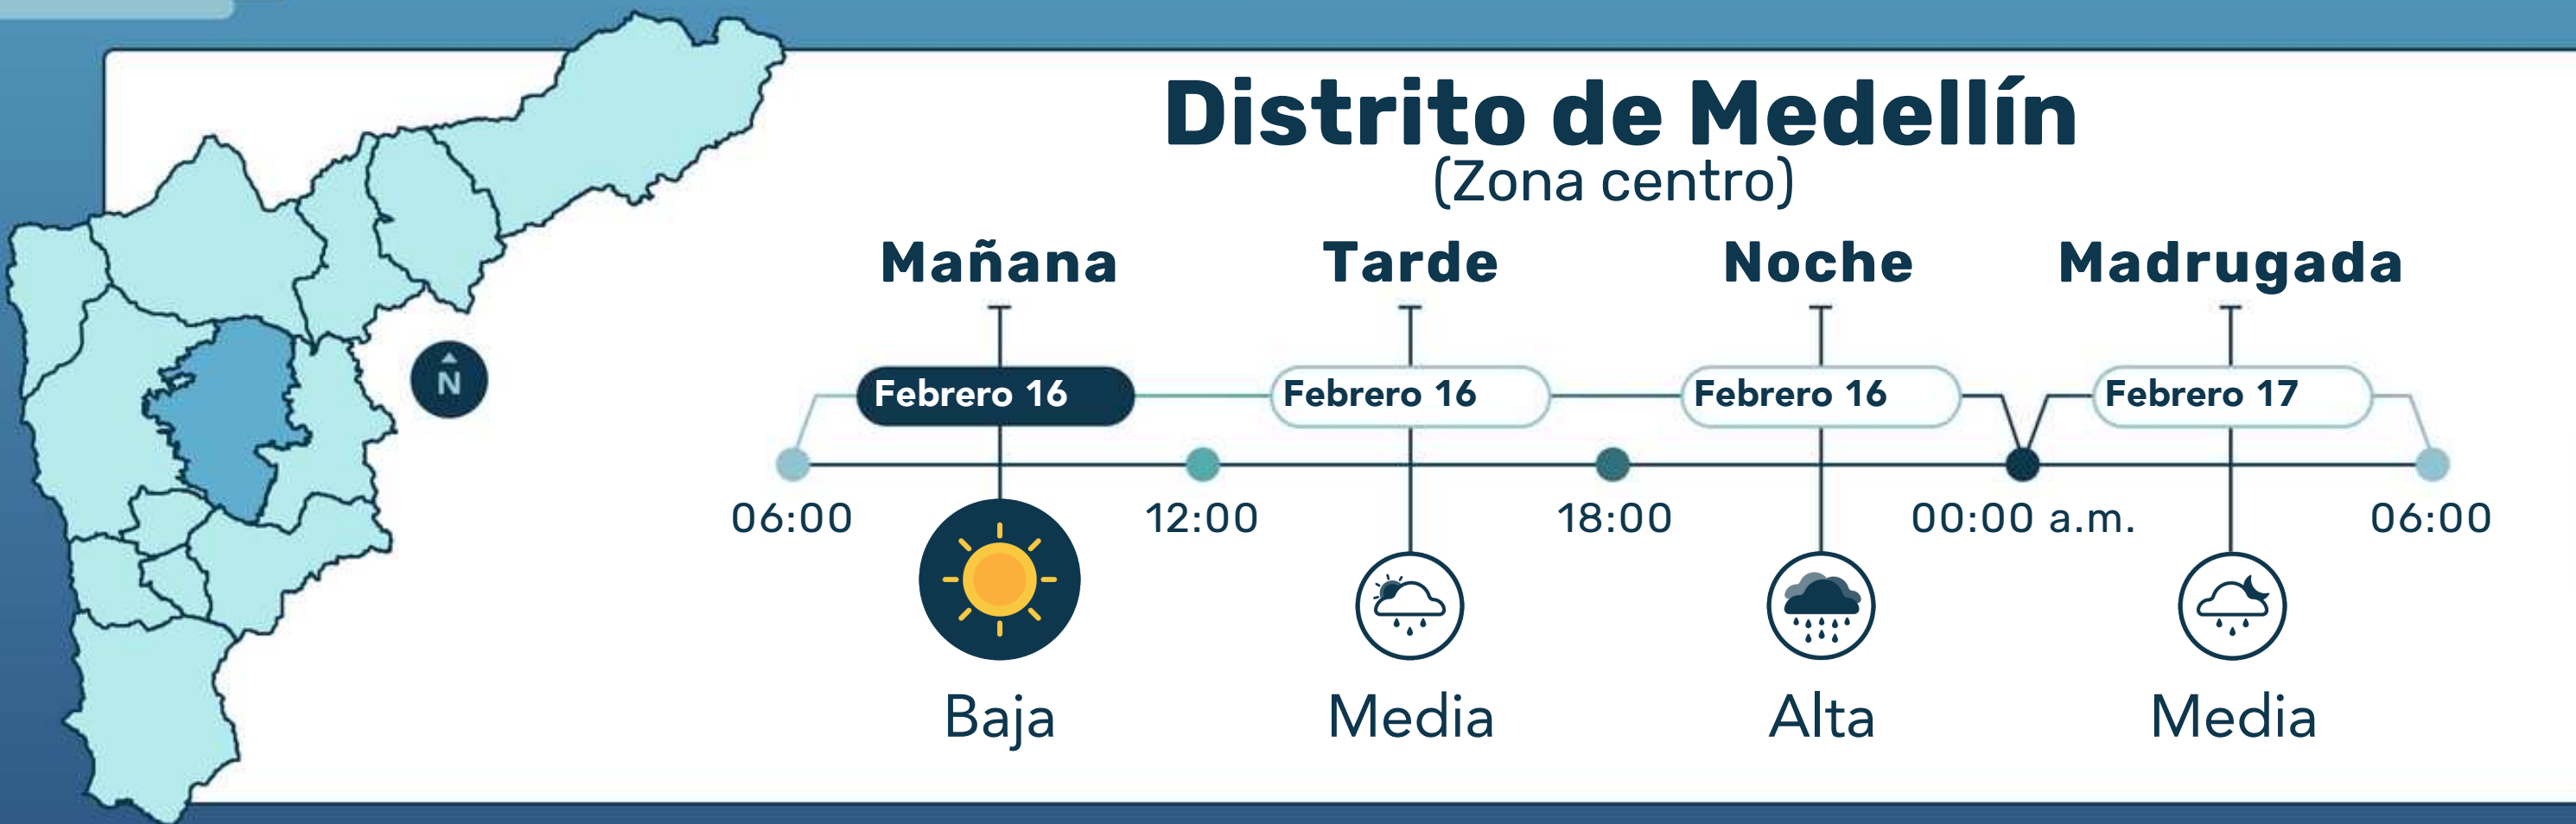 Distrito de Medellín
(Zona centro)
Mañana Tarde Noche Madrugada
Febrero 16 Febrero 16 Febrero 16 Febrero 17
N
06:00 12:00 18:00 00:00 a.m. 06:00
Baja Media Alta Media